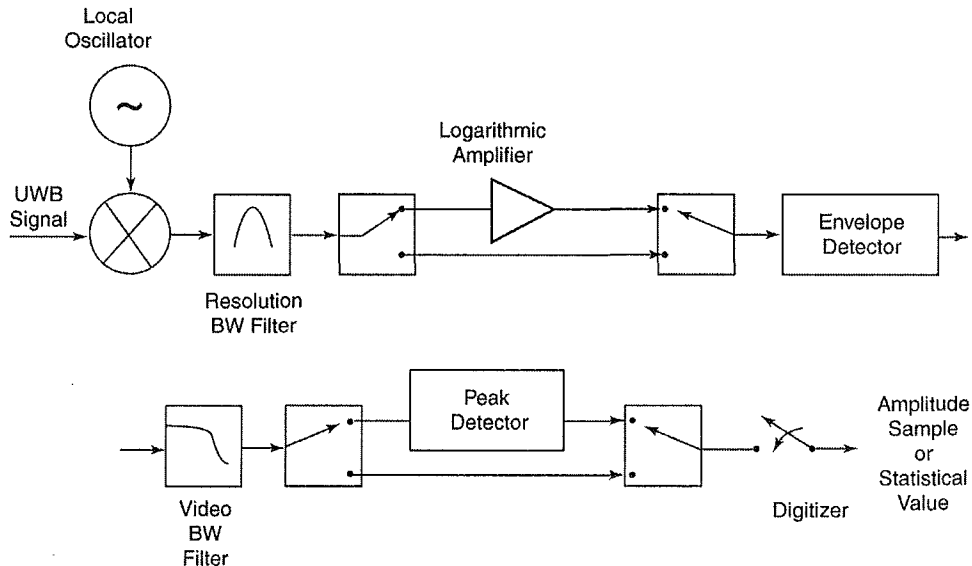 Local
Oscillator
~
Logarithmic
Amplifier
UWB
Signal
Envelope
Detector
Resolution
BW Filter
Peak
Detector
Amplitude
Sample
or
Statistical
Value
Video
BW
Filter
Digitizer